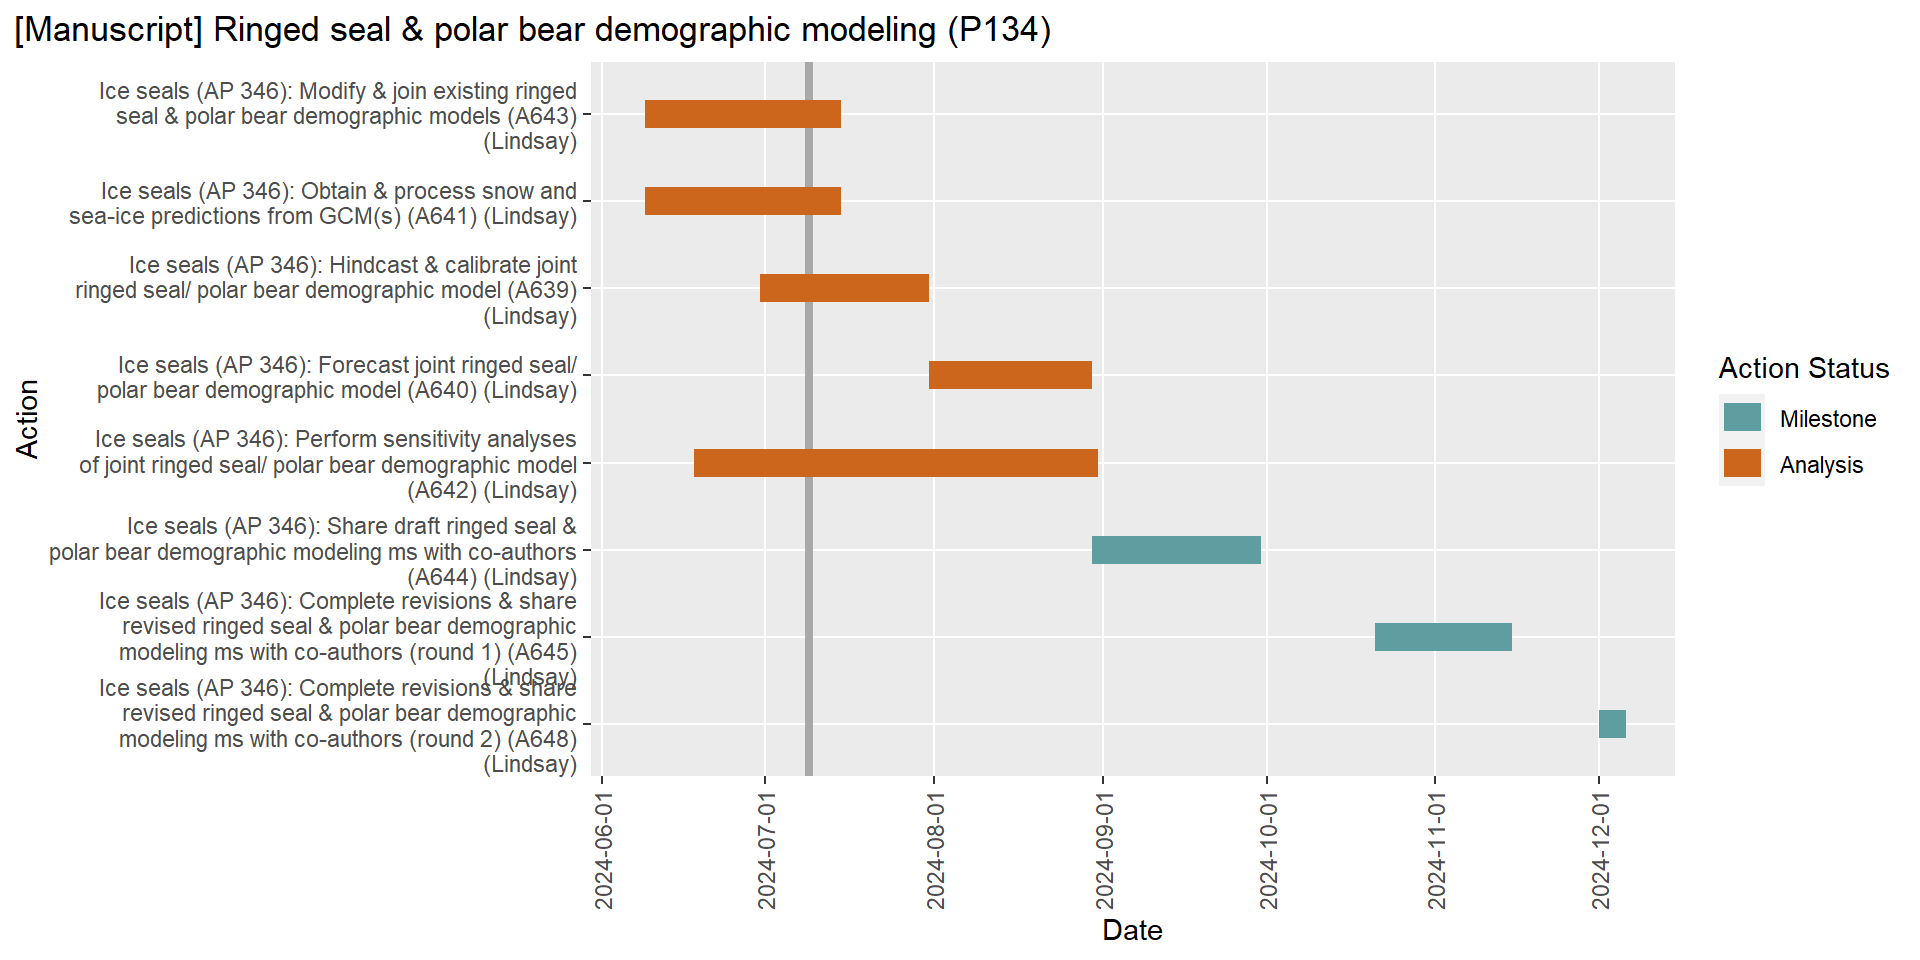 [Manuscript] Ringed seal & polar bear demographic modeling (P134)
Ice seals (AP 346): Modify & join existing ringed
seal & polar bear demographic models (A643)
(Lindsay)
Ice seals (AP 346): Obtain & process snow and
sea-ice predictions from GCM(s) (A641) (Lindsay)
Ice seals (AP 346): Hindcast & calibrate joint
ringed seal/ polar bear demographic model (A639)
(Lindsay)
Ice seals (AP 346): Forecast joint ringed seal/
polar bear demographic model (A640) (Lindsay)
Ice seals (AP 346): Perform sensitivity analyses
of joint ringed seal/ polar bear demographic model
(A642) (Lindsay)
Ice seals (AP 346): Share draft ringed seal &
polar bear demographic modeling ms with co-authors
(A644) (Lindsay)
Ice seals (AP 346): Complete revisions & share
revised ringed seal & polar bear demographic
modeling ms with co-authors (round 1) (A645)
(Lindsay)
Ice seals (AP 346): Complete revisions & share
revised ringed seal & polar bear demographic
modeling ms with co-authors (round 2) (A648)
(Lindsay)
Action
2024-06-01
2024-07-01
2024-08-01
2024-09-01
2024-10-01
2024-11-01
2024-12-01
Date
Action Status
Milestone
Analysis